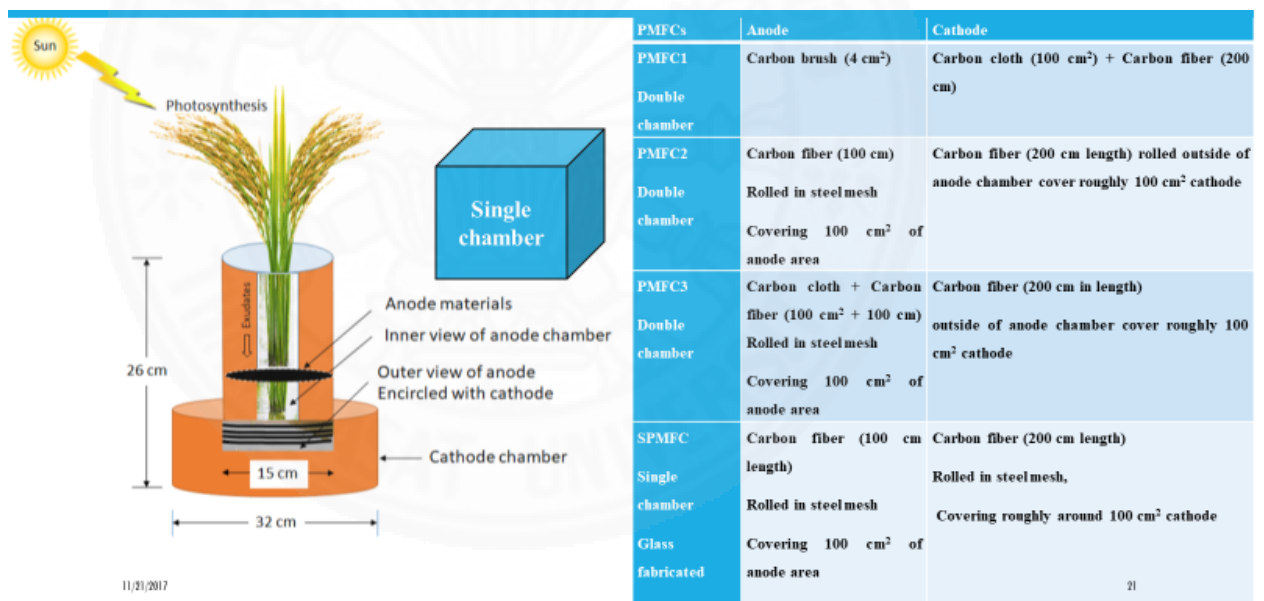 Sun
Photosynthesis
Single
chamber
Exudates
Anode materials
Inner view of anode chamber
Outer view of anode
Encircled with cathode
Cathode chamber
26 cm
15 cm
32 cm
11/21/2017
PMFCs Anode Cathode
PMFC1
Double
chamber
Carbon brush (4 cm²)
Carbon cloth (100 cm²) + Carbon fiber (200
cm)
PMFC2
Double
chamber
Carbon fiber (100 cm)
Rolled in steel mesh
Covering 100 cm² of
anode area
Carbon fiber (200 cm length) rolled outside of
anode chamber cover roughly 100 cm² cathode
PMFC3
Double
chamber
Carbon cloth + Carbon
fiber (100 cm² + 100 cm)
Rolled in steel mesh
Covering 100 cm² of
anode area
Carbon fiber (200 cm in length)
outside of anode chamber cover roughly 100
cm² cathode
SPMFC
Single
chamber
Glass
fabricated
Carbon fiber (100 cm
length)
Rolled in steel mesh
Covering 100 cm² of
anode area
Carbon fiber (200 cm length)
Rolled in steel mesh,
Covering roughly around 100 cm² cathode
21